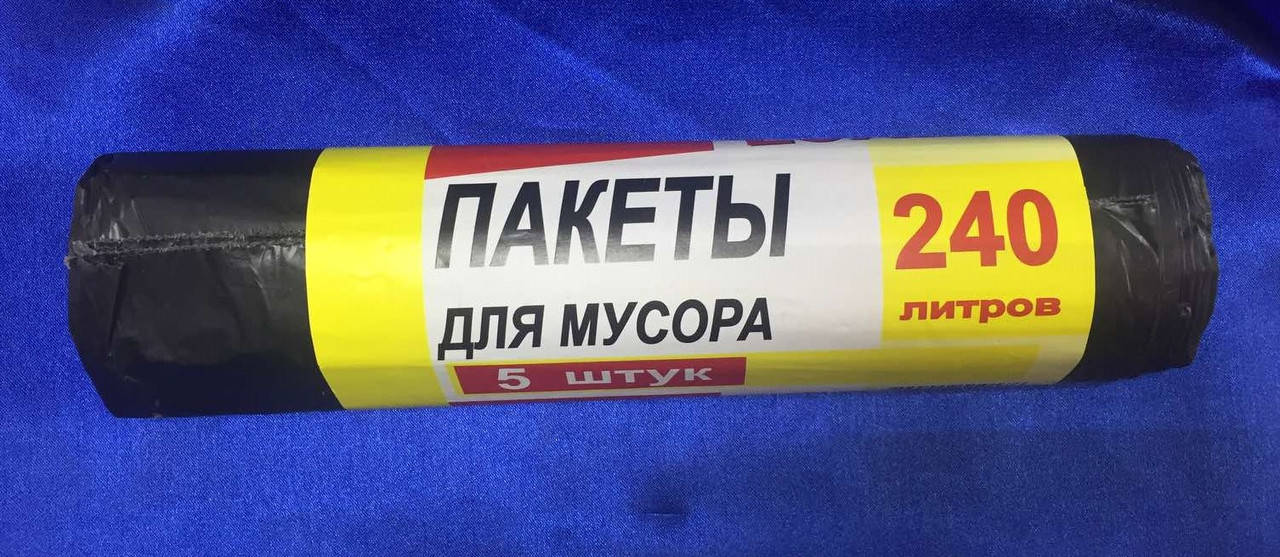 ПАКЕТЫ
ДЛЯ МУСОРА
5 штук
240
литров